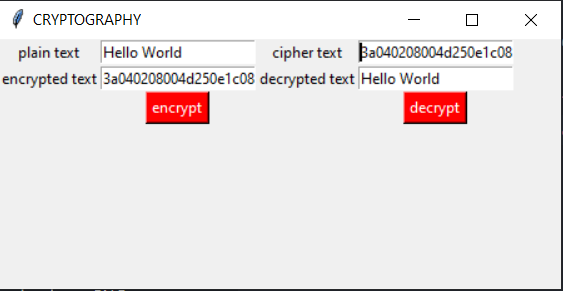 CRYPTOGRAPHY
plain text Hello World cipher text 3a040208004d250e1c08
encrypted text 3a040208004d250e1c08 decrypted text Hello World
encrypt decrypt